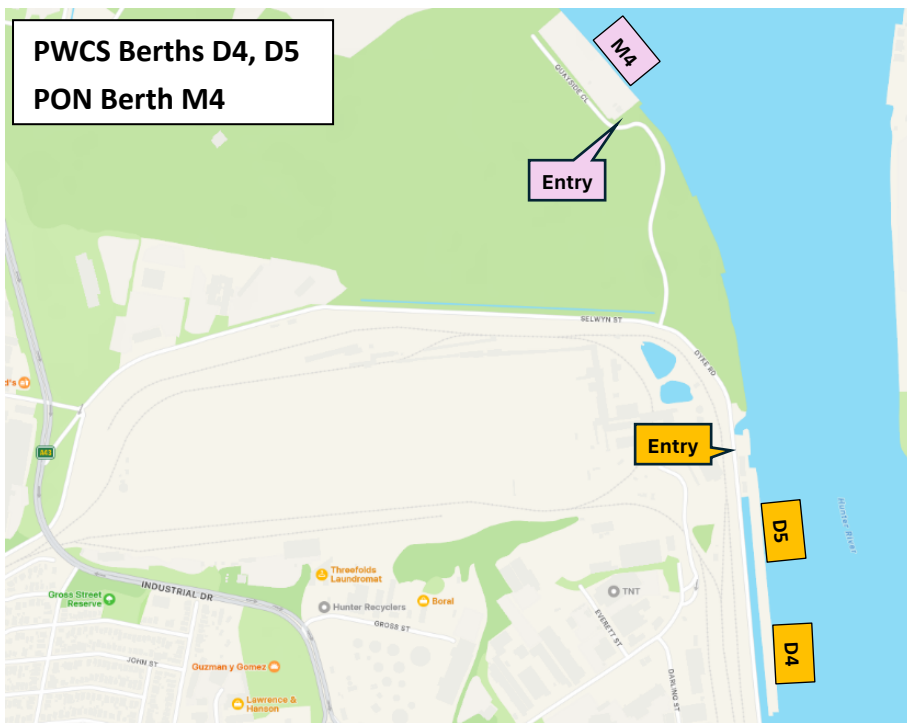 PWCS Berths D4, D5
PON Berth M4
M4
QUAYSIDE CL
Entry
SELWYN ST
DYKE RD
d's
A43
Entry
D5
Hunter River
Threefolds
Laundromat
INDUSTRIAL DR
Gross Street
Reserve
Hunter Recyclers
Boral
TNT
GROSS ST
EVERETT ST
D4
JOHN ST
Guzman y Gomez
DARLING ST
Lawrence &
Hanson